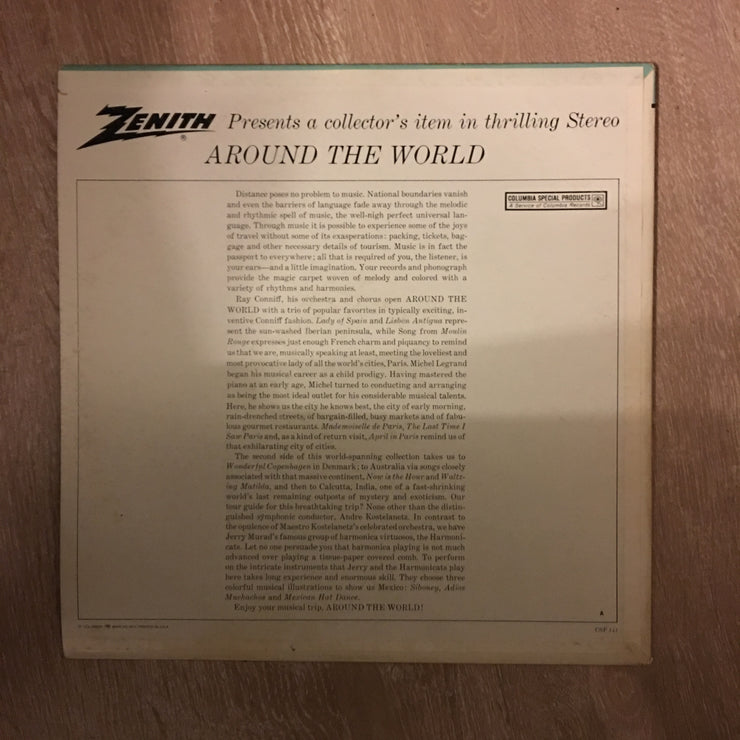 ZENITH Presents a collector's item in thrilling Stereo
®
AROUND THE WORLD
COLUMBIA SPECIAL PRODUCTS
A Service of Columbia Records
Distance poses no problem to music. National boundaries vanish
and even the barriers of language fade away through the melodic
and rhythmic spell of music, the well-nigh perfect universal lan-
guage. Through music it is possible to experience some of the joys
of travel without some of its exasperations: packing, tickets, bag-
gage and other necessary details of tourism. Music is in fact the
passport to everywhere; all that is required of you, the listener, is
your ears—and a little imagination. Your records and phonograph
provide the magic carpet woven of melody and colored with a
variety of rhythms and harmonies.
Ray Conniff, his orchestra and chorus open AROUND THE
WORLD with a trio of popular favorites in typically exciting, in-
ventive Conniff fashion. Lady of Spain and Lisbon Antigua repre-
sent the sun-washed Iberian peninsula, while Song from Moulin
Rouge expresses just enough French charm and piquancy to remind
us that we are, musically speaking at least, meeting the loveliest and
most provocative lady of all the world's cities, Paris. Michel Legrand
began his musical career as a child prodigy. Having mastered the
piano at an early age, Michel turned to conducting and arranging
as being the most ideal outlet for his considerable musical talents.
Here, he shows us the city he knows best, the city of early morning,
rain-drenched streets, of bargain-filled, busy markets and of fabu-
lous gourmet restaurants. Mademoiselle de Paris, The Last Time I
Saw Paris and, as a kind of return visit, April in Paris remind us of
that exhilarating city of cities.
The second side of this world-spanning collection takes us to
Wonderful Copenhagen in Denmark; to Australia via songs closely
associated with that massive continent, Now is the Hour and Waltz-
ing Matilda, and then to Calcutta, India, one of a fast-shrinking
world's last remaining outposts of mystery and exoticism. Our
tour guide for this breathtaking trip? None other than the distin-
guished symphonic conductor, Andre Kostelanetz. In contrast to
the opulence of Maestro Kostelanetz's celebrated orchestra, we have
Jerry Murad's famous group of harmonica virtuosos, the Harmoni-
cats. Let no one persuade you that harmonica playing is not much
advanced over playing a tissue-paper covered comb. To perform
on the intricate instruments that Jerry and the Harmonicats play
here takes long experience and enormous skill. They choose three
colorful musical illustrations to show us Mexico: Siboney, Adios
Muchachos and Mexican Hat Dance.
Enjoy your musical trip, AROUND THE WORLD!
A